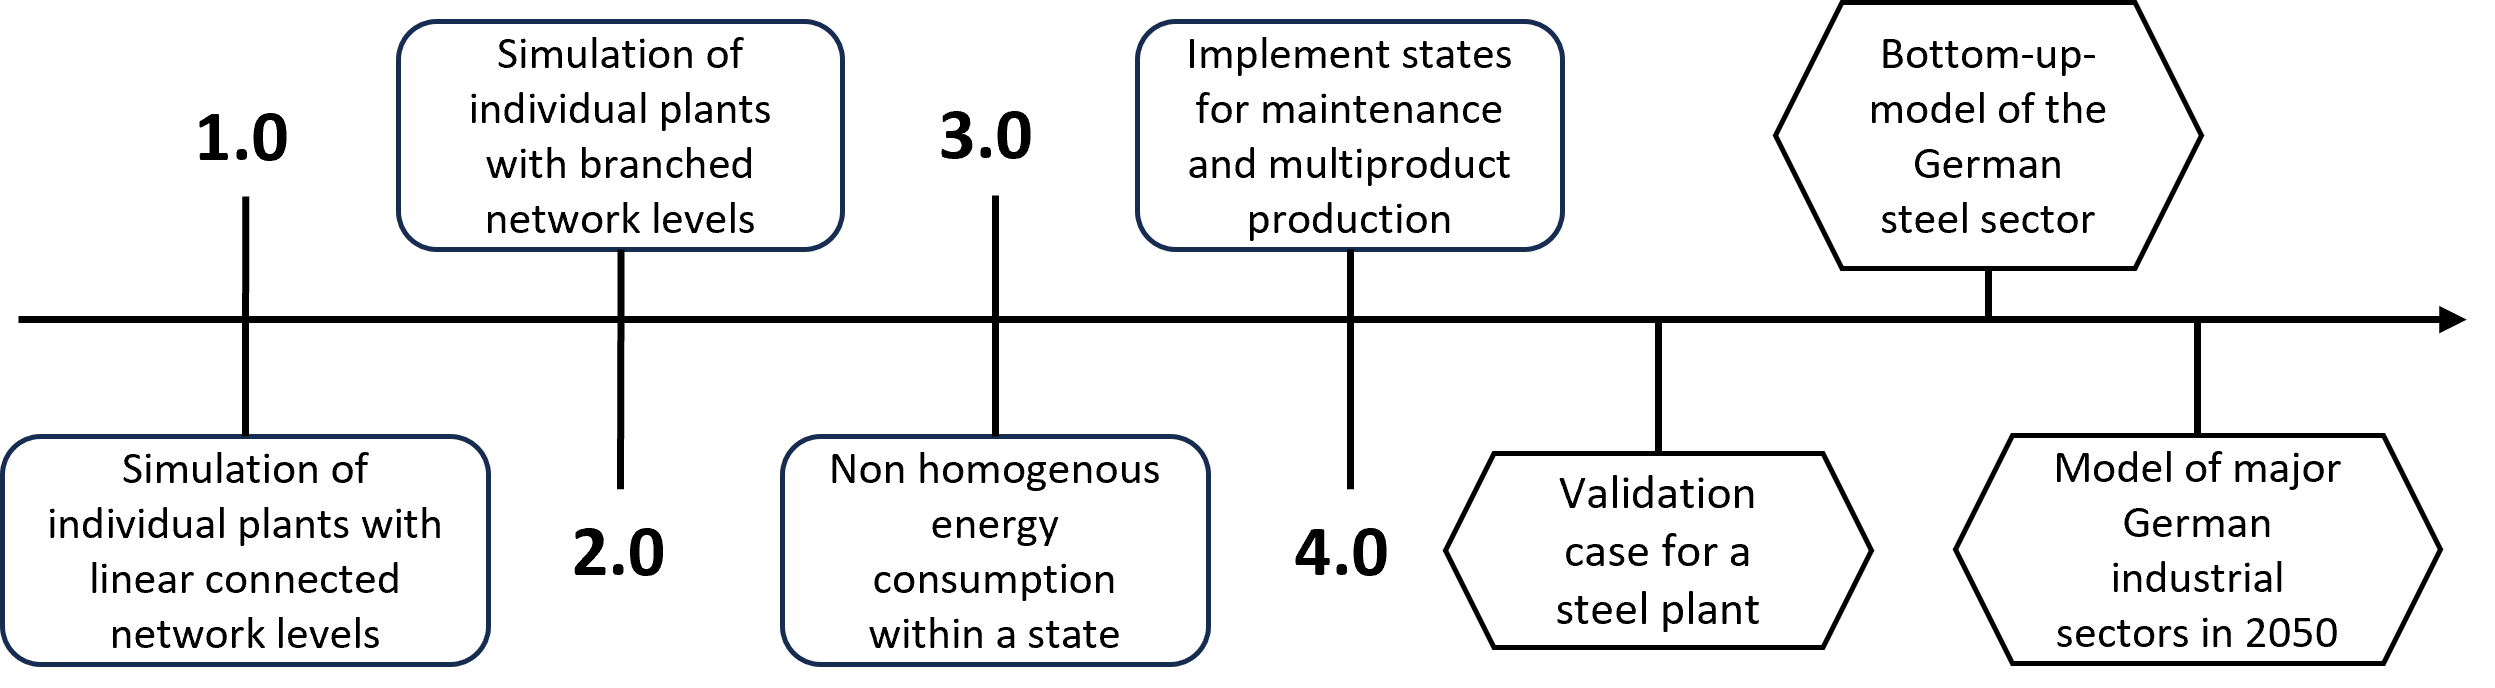 1.0
Simulation of
individual plants with
linear connected
network levels
Simulation of
individual plants
with branched
network levels
2.0
3.0
Non homogenous
energy
consumption
within a state
Implement states
for maintenance
and multiproduct
production
4.0
Validation
case for a
steel plant
Bottom-up-
model of the
German
steel sector
Model of major
German
industrial
sectors in 2050